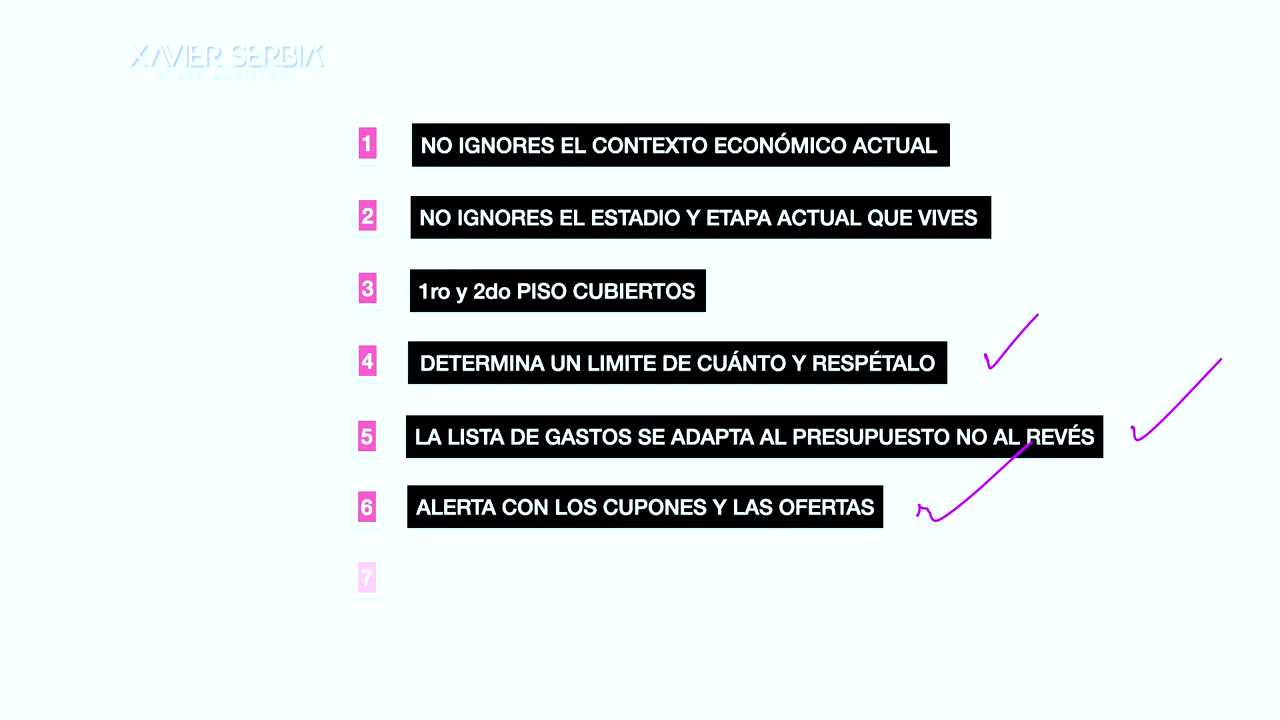 XAVIER SERBIÁ
1 NO IGNORES EL CONTEXTO ECONÓMICO ACTUAL
2 NO IGNORES EL ESTADIO Y ETAPA ACTUAL QUE VIVES
3 1ro y 2do PISO CUBIERTOS
4 DETERMINA UN LIMITE DE CUÁNTO Y RESPÉTALO
5 LA LISTA DE GASTOS SE ADAPTA AL PRESUPUESTO NO AL REVÉS
6 ALERTA CON LOS CUPONES Y LAS OFERTAS
7